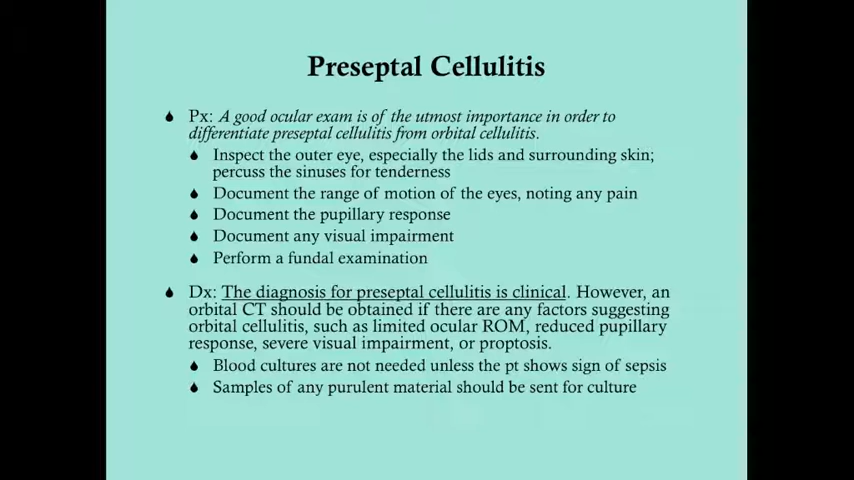 Preseptal Cellulitis
Px: A good ocular exam is of the utmost importance in order to
differentiate preseptal cellulitis from orbital cellulitis.
Inspect the outer eye, especially the lids and surrounding skin;
percuss the sinuses for tenderness
Document the range of motion of the eyes, noting any pain
Document the pupillary response
Document any visual impairment
Perform a fundal examination
Dx: The diagnosis for preseptal cellulitis is clinical. However, an
orbital CT should be obtained if there are any factors suggesting
orbital cellulitis, such as limited ocular ROM, reduced pupillary
response, severe visual impairment, or proptosis.
Blood cultures are not needed unless the pt shows sign of sepsis
Samples of any purulent material should be sent for culture